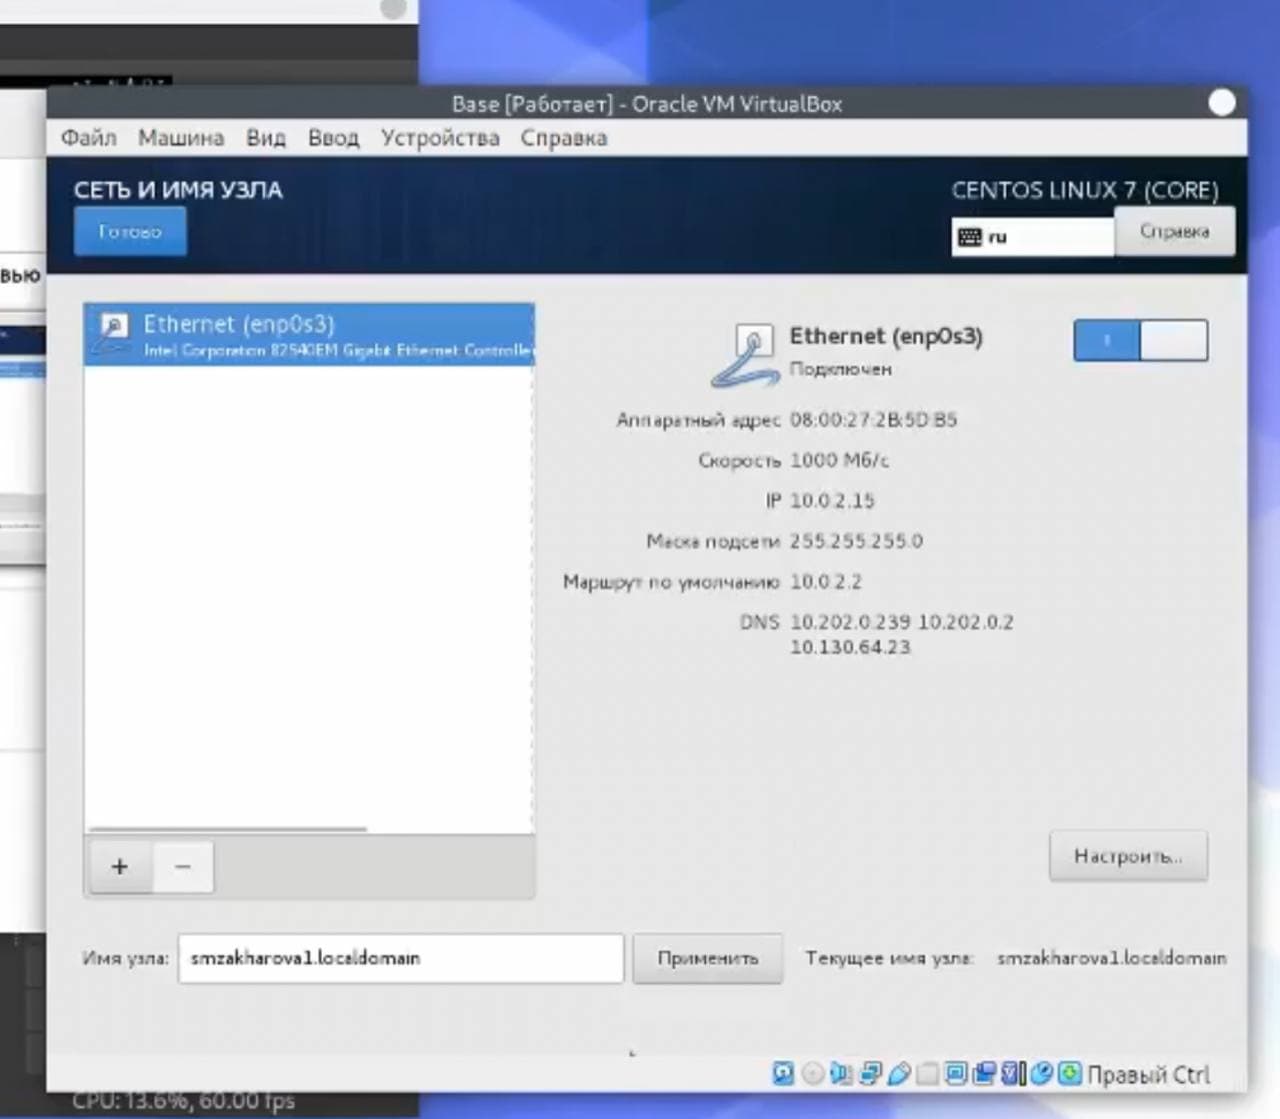 Base [Работает] - Oracle VM VirtualBox
Файл Машина Вид Ввод Устройства Справка
СЕТЬ И ИМЯ УЗЛА
CENTOS LINUX 7 (CORE)
Готово
ru
Справка
вью
Ethernet (enp0s3)
Intel Corporation 82540EM Gigabit Ethernet Controlle
Ethernet (enp0s3)
Подключен
Аппаратный адрес 08:00:27:2B:5D:B5
Скорость 1000 Мб/с
IP 10.0.2.15
Маска подсети 255.255.255.0
Маршрут по умолчанию 10.0.2.2
DNS 10.202.0.239 10.202.0.2
10.130.64.23
+ −
Настроить...
Имя узла: smzakharova1.localdomain
Применить
Текущее имя узла: smzakharova1.localdomain
Правый Ctrl
CPU: 13.6%, 60.00 fps